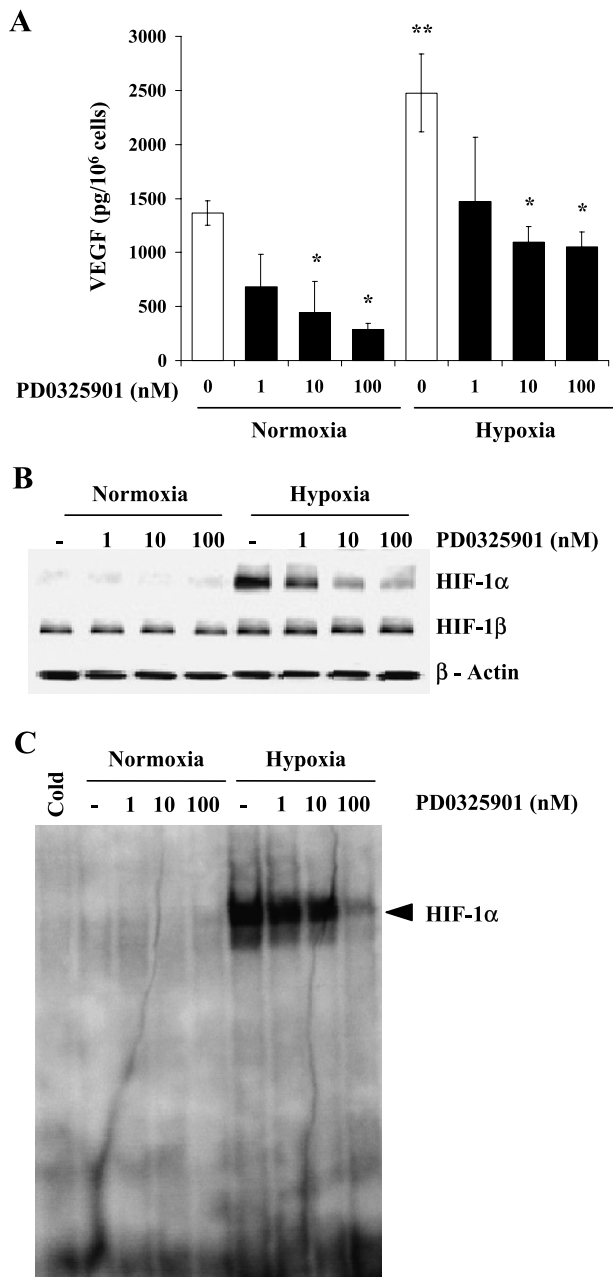 A
VEGF (pg/10⁶ cells)
3000
2500
2000
1500
1000
500
0
**
*
*
*
*
PD0325901 (nM)
0 1 10 100 0 1 10 100
Normoxia Hypoxia
B
Normoxia Hypoxia
- 1 10 100 - 1 10 100 PD0325901 (nM)
HIF-1α
HIF-1β
β - Actin
C
Normoxia Hypoxia
Cold - 1 10 100 - 1 10 100 PD0325901 (nM)
HIF-1α